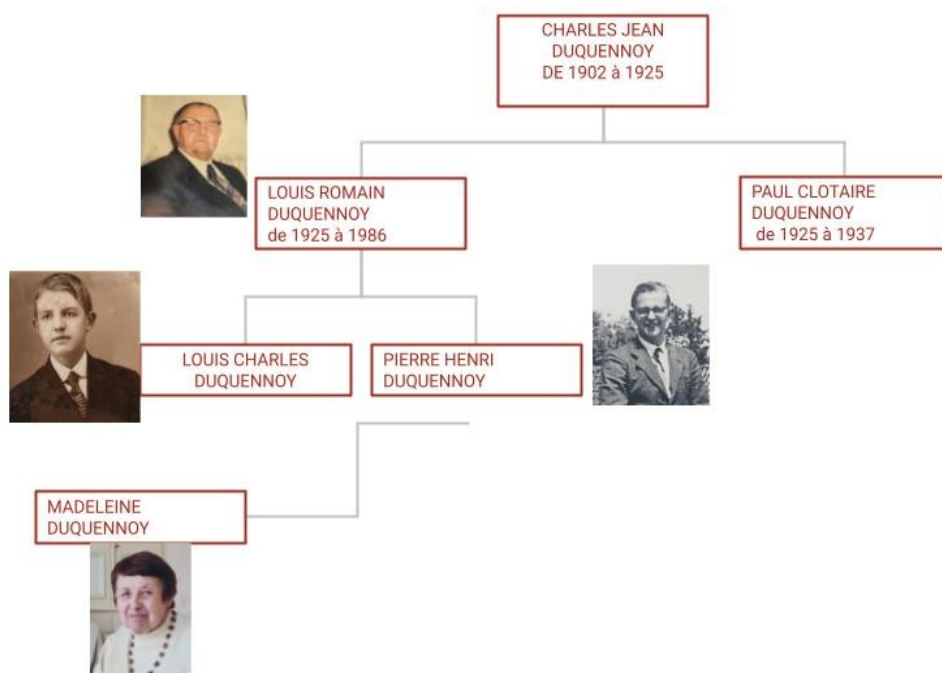 CHARLES JEAN
DUQUENNOY
DE 1902 à 1925
LOUIS ROMAIN
DUQUENNOY
de 1925 à 1986
PAUL CLOTAIRE
DUQUENNOY
de 1925 à 1937
LOUIS CHARLES
DUQUENNOY
PIERRE HENRI
DUQUENNOY
MADELEINE
DUQUENNOY